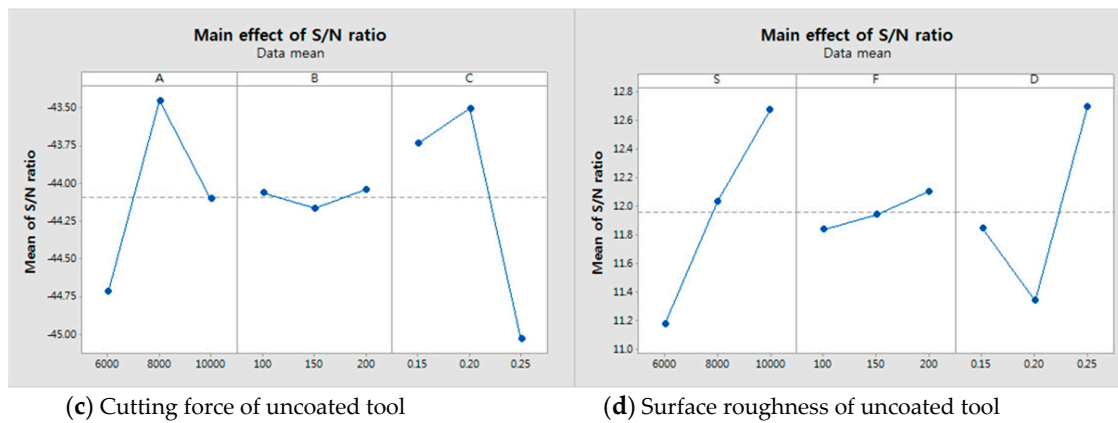 Main effect of S/N ratio
Data mean
A B C
Mean of S/N ratio
-43.50
-43.75
-44.00
-44.25
-44.50
-44.75
-45.00
6000 8000 10000 100 150 200 0.15 0.20 0.25
(c) Cutting force of uncoated tool
Main effect of S/N ratio
Data mean
S F D
Mean of S/N ratio
12.8
12.6
12.4
12.2
12.0
11.8
11.6
11.4
11.2
11.0
6000 8000 10000 100 150 200 0.15 0.20 0.25
(d) Surface roughness of uncoated tool